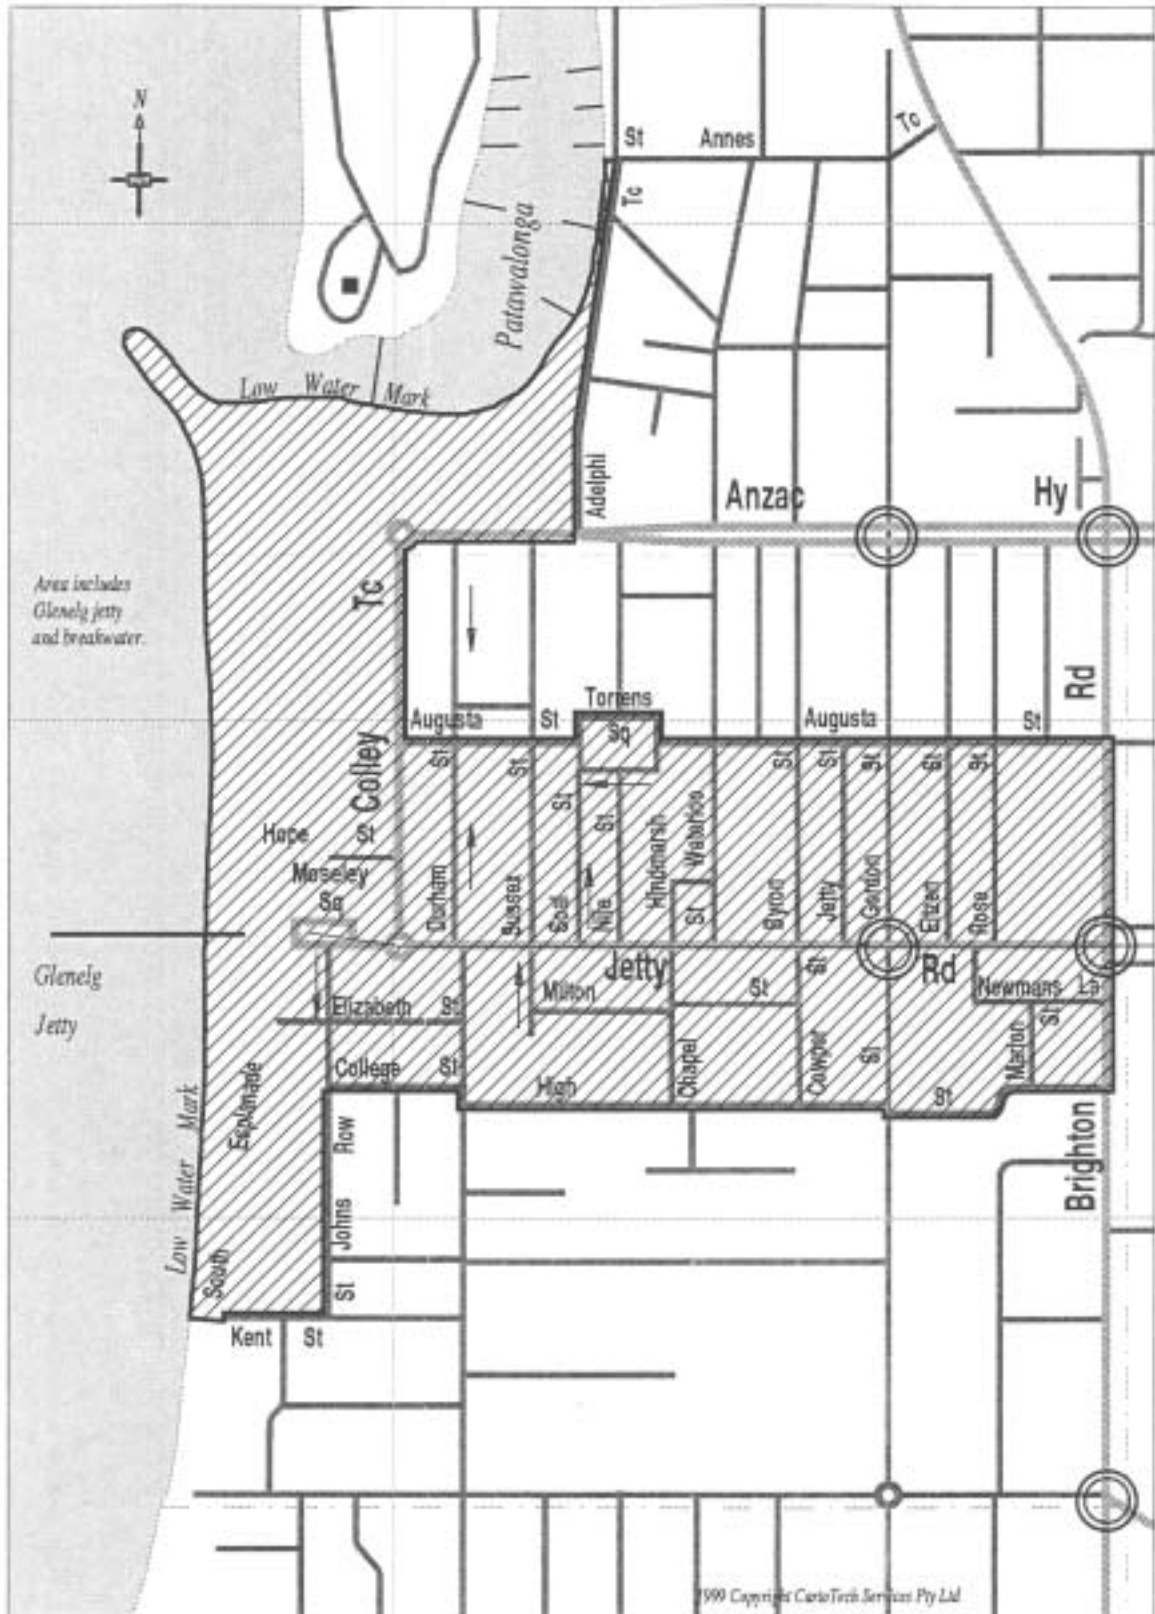 N
St Annes Tc
Tc
Patawalonga
Low Water Mark
Adelphi
Anzac Hy
Area includes
Glenelg jetty
and breakwater.
Tc
Colley
Rd
Torrens
Sq
Augusta St
Augusta St
St
St
St
St
St
St
St
St
St
Hope St
Moseley
Sq
Durham
Sussex
Nile
Hindmarsh
Waterloo
St
Byron
Jetty
Gordon
Rose
Glenelg
Jetty
Jetty Rd
St
Elizabeth St
Milton St
Newmans La
College St
High St
Chapel
Cowper
St
Marlon
St
Esplanade
South
Low Water Mark
St Johns Row
Brighton
Kent St
1999 Copyright CartoTech Services Pty Ltd